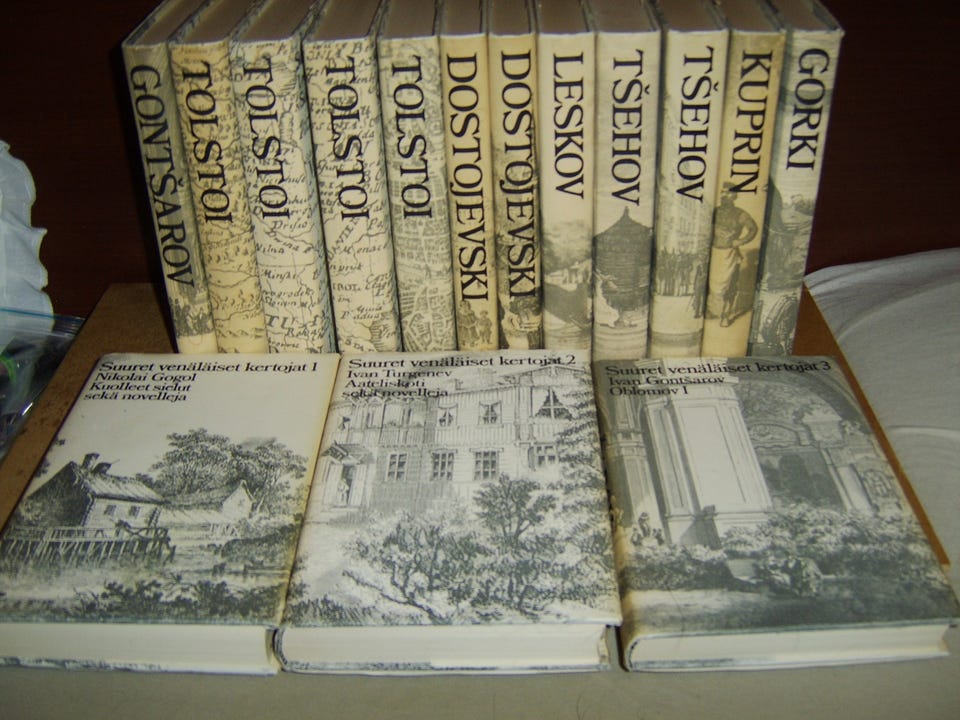 GONTŠAROV
TOLSTOI
TOLSTOI
TOLSTOI
TOLSTOI
DOSTOJEVSKI
DOSTOJEVSKI
LESKOV
TŠEHOV
TŠEHOV
KUPRIN
GORKI
Suuret venäläiset kertojat 1
Nikolai Gogol
Kuolleet sielut
sekä novelleja
Suuret venäläiset kertojat 2
Ivan Turgenev
Aateliskoti
sekä novelleja
Suuret venäläiset kertojat 3
Ivan Gontšarov
Oblomov I